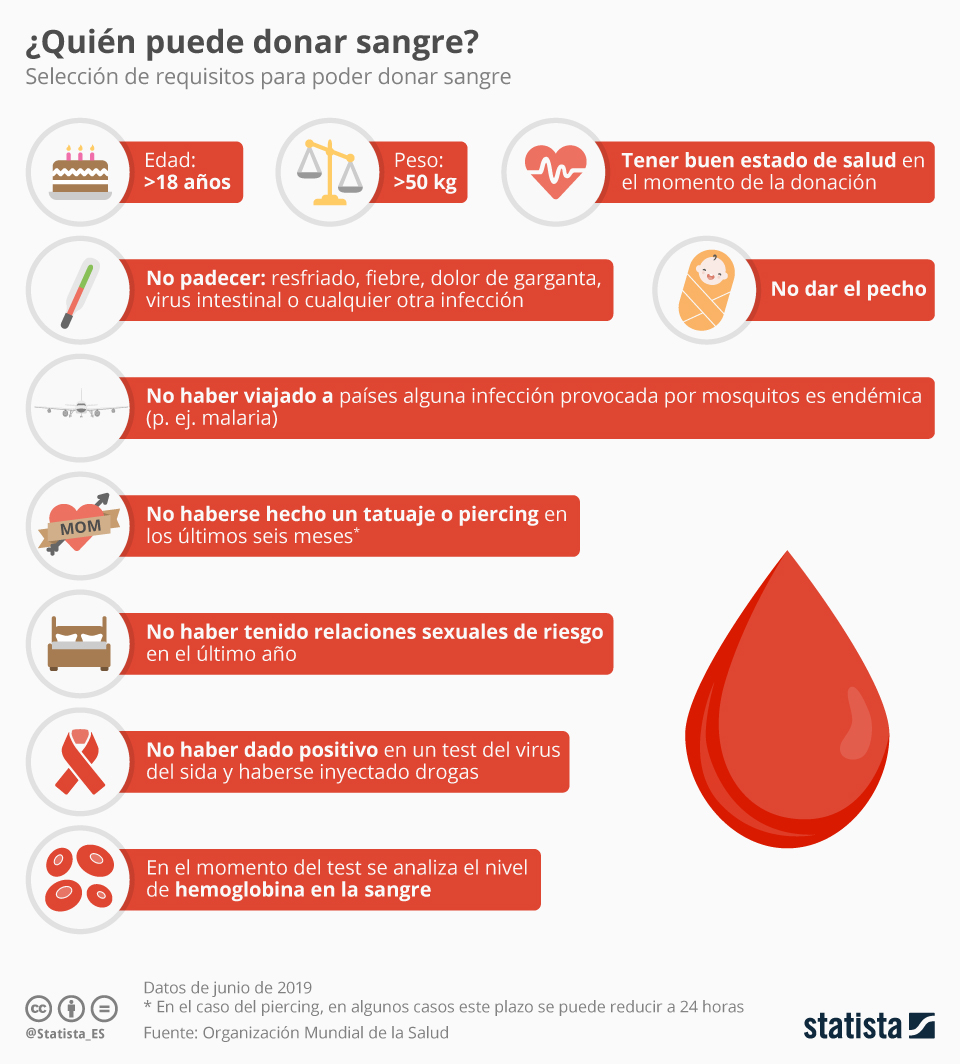 ¿Quién puede donar sangre?
Selección de requisitos para poder donar sangre
Edad:
>18 años
Peso:
>50 kg
Tener buen estado de salud en
el momento de la donación
No padecer: resfriado, fiebre, dolor de garganta,
virus intestinal o cualquier otra infección
No dar el pecho
No haber viajado a países alguna infección provocada por mosquitos es endémica
(p. ej. malaria)
MOM
No haberse hecho un tatuaje o piercing en
los últimos seis meses*
No haber tenido relaciones sexuales de riesgo
en el último año
No haber dado positivo en un test del virus
del sida y haberse inyectado drogas
En el momento del test se analiza el nivel
de hemoglobina en la sangre
Datos de junio de 2019
* En el caso del piercing, en algunos casos este plazo se puede reducir a 24 horas
Fuente: Organización Mundial de la Salud
cc
@Statista_ES
statista